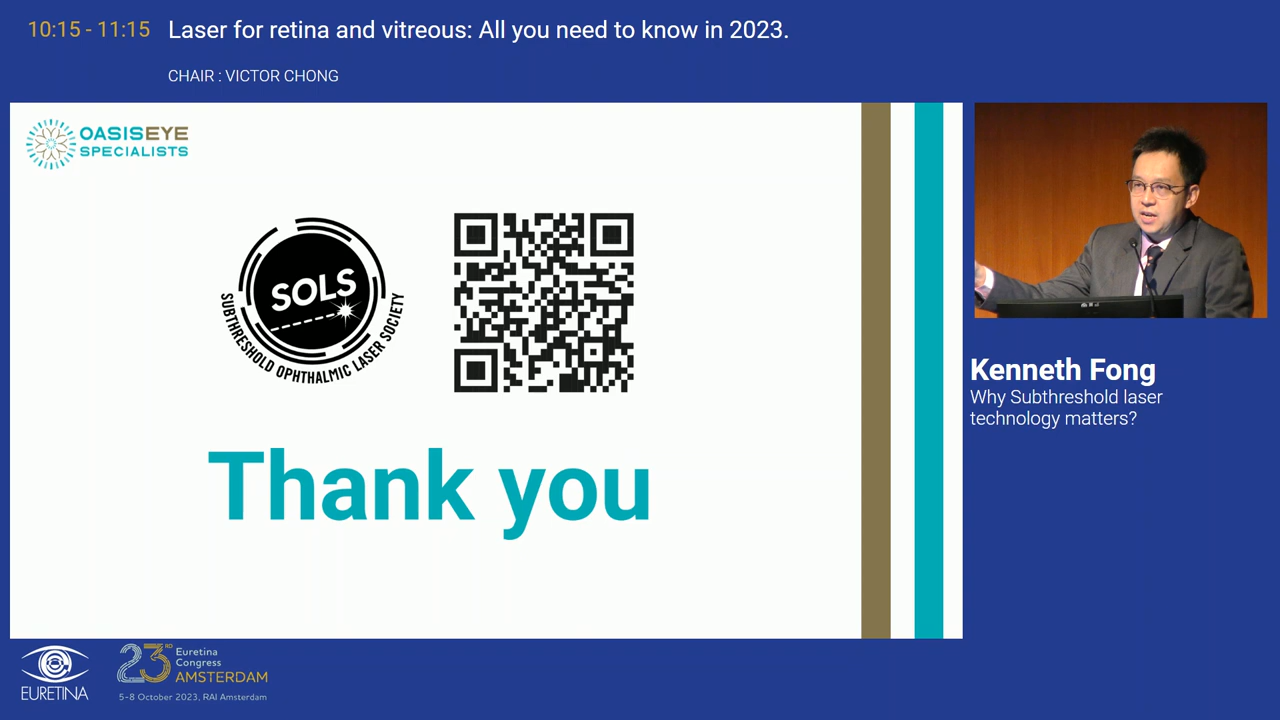 10:15 - 11:15
Laser for retina and vitreous: All you need to know in 2023.
CHAIR : VICTOR CHONG
OASISEYE
SPECIALISTS
SOLS
SUBTHRESHOLD OPHTHALMIC LASER SOCIETY
Thank you
Kenneth Fong
Why Subthreshold laser
technology matters?
EURETINA
23RD
Euretina
Congress
AMSTERDAM
5-8 October 2023, RAI Amsterdam